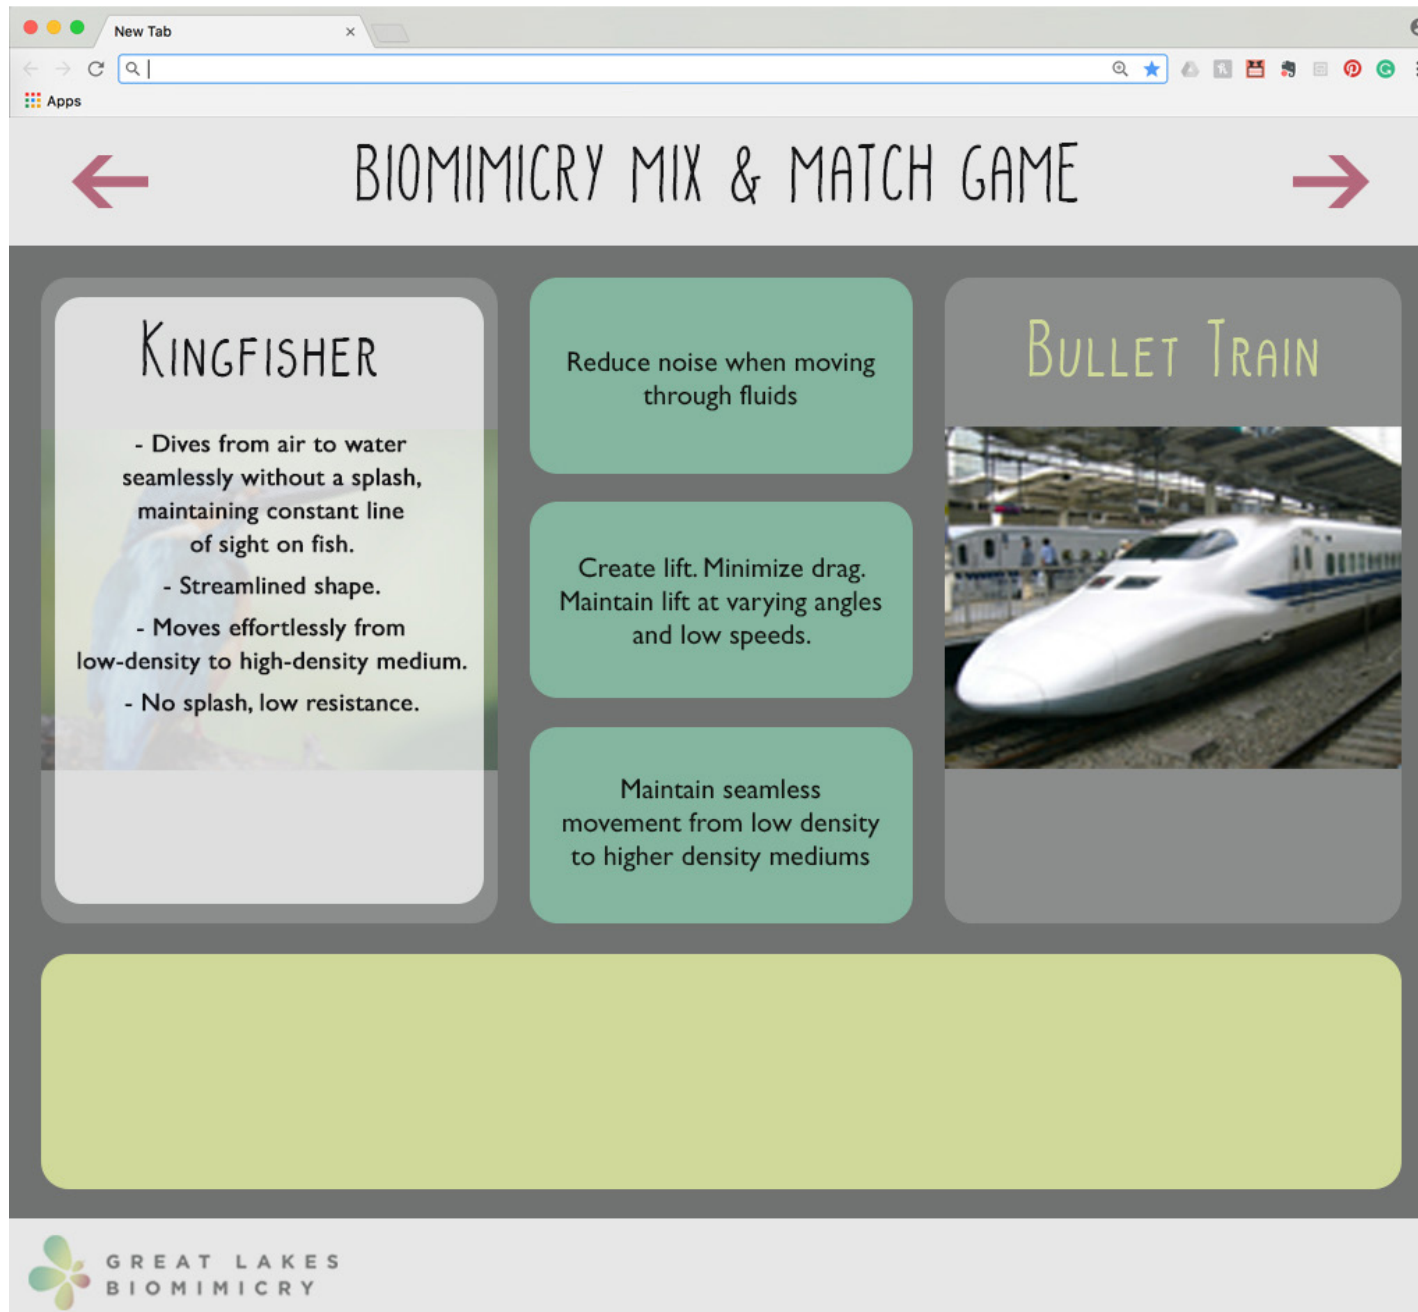 New Tab
Apps
BIOMIMICRY MIX & MATCH GAME
KINGFISHER
- Dives from air to water
seamlessly without a splash,
maintaining constant line
of sight on fish.
- Streamlined shape.
- Moves effortlessly from
low-density to high-density medium.
- No splash, low resistance.
Reduce noise when moving
through fluids
Create lift. Minimize drag.
Maintain lift at varying angles
and low speeds.
Maintain seamless
movement from low density
to higher density mediums
BULLET TRAIN
GREAT LAKES
BIOMIMICRY